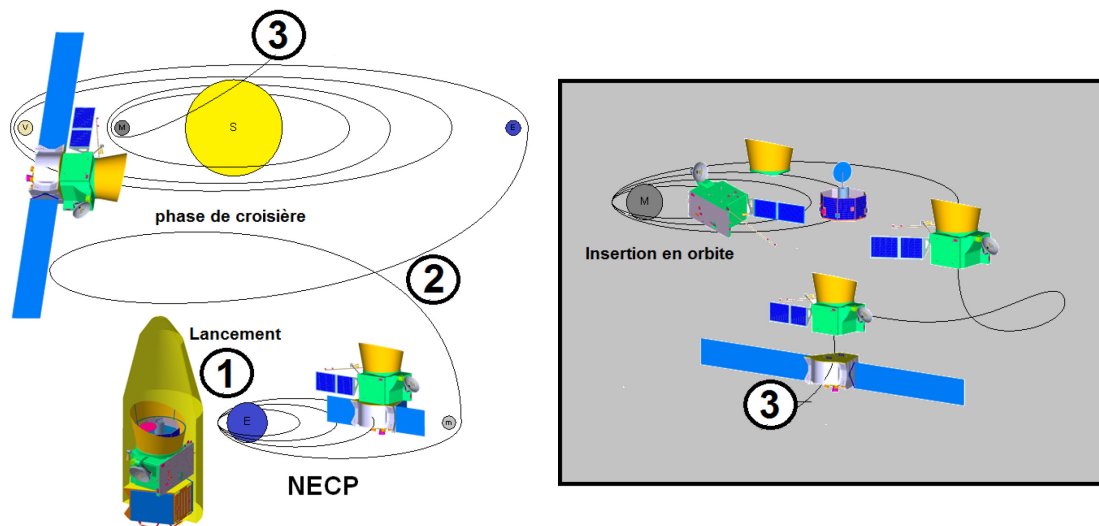 3
V
M
S
E
phase de croisière
2
Lancement
1
E
m
NECP
M
Insertion en orbite
3